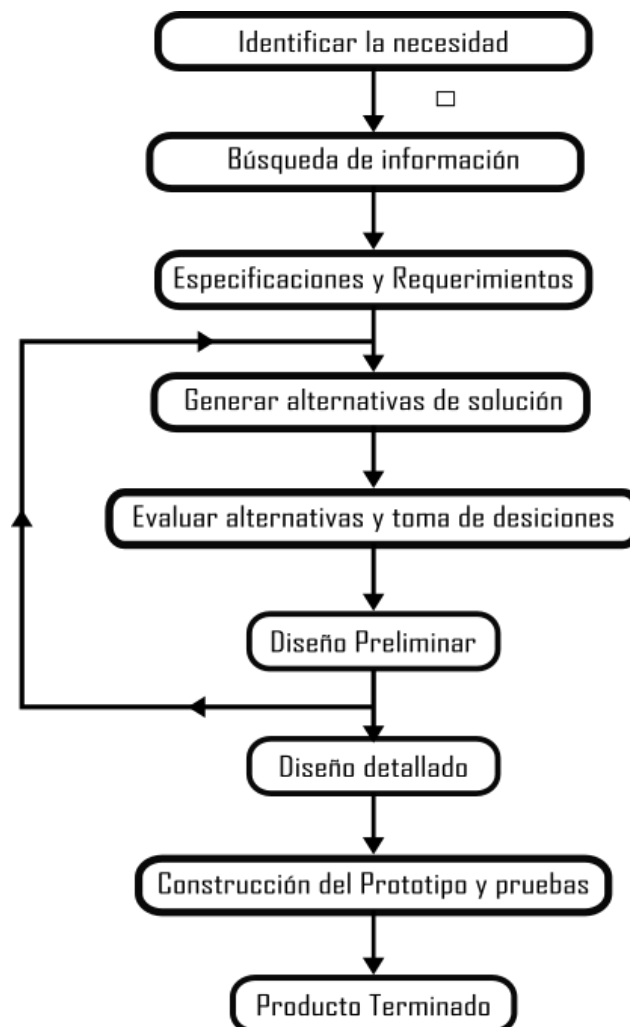 Identificar la necesidad
Búsqueda de información
Especificaciones y Requerimientos
Generar alternativas de solución
Evaluar alternativas y toma de desiciones
Diseño Preliminar
Diseño detallado
Construcción del Prototipo y pruebas
Producto Terminado